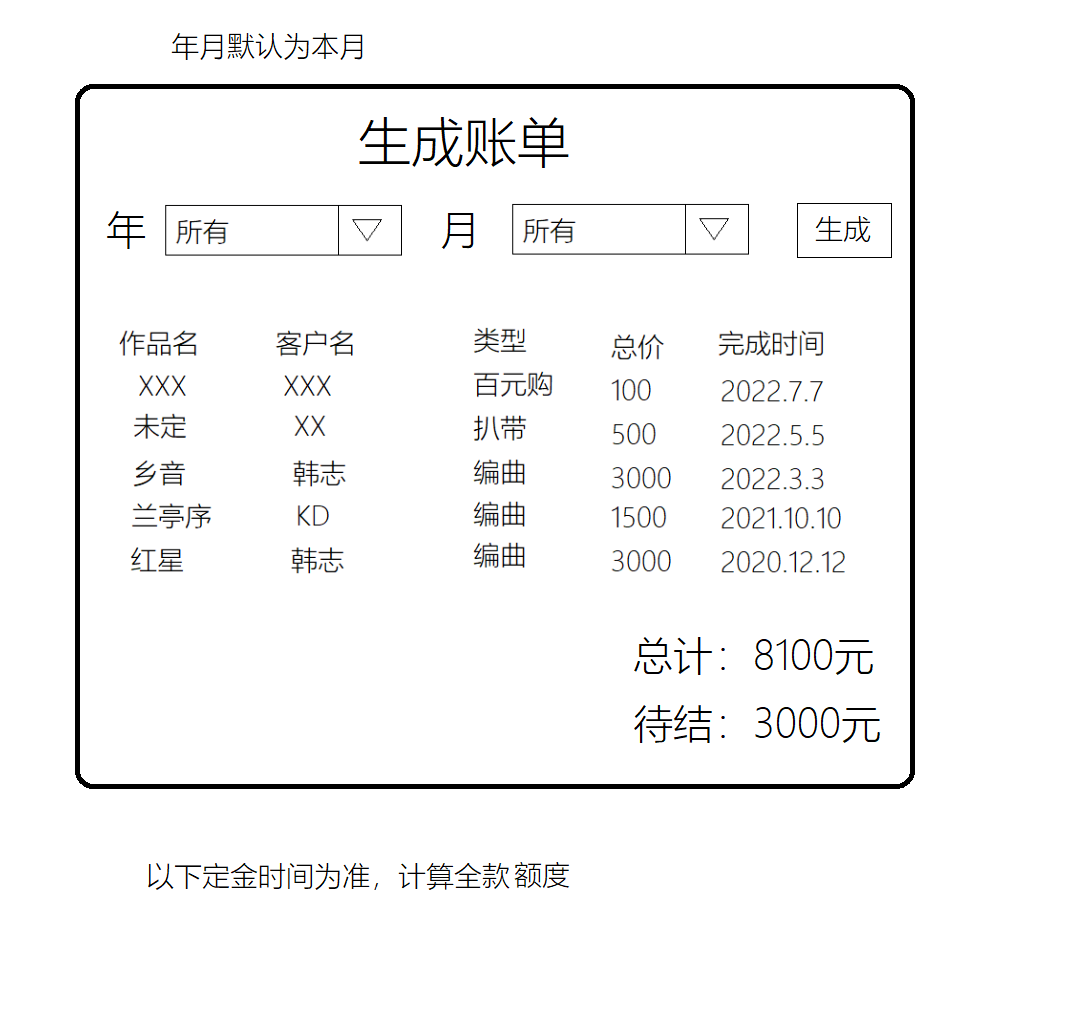 年月默认为本月
生成账单
年 所有 月 所有 生成
作品名 客户名 类型 总价 完成时间
XXX XXX 百元购 100 2022.7.7
未定 XX 扒带 500 2022.5.5
乡音 韩志 编曲 3000 2022.3.3
兰亭序 KD 编曲 1500 2021.10.10
红星 韩志 编曲 3000 2020.12.12
总计：8100元
待结：3000元
以下定金时间为准，计算全款额度